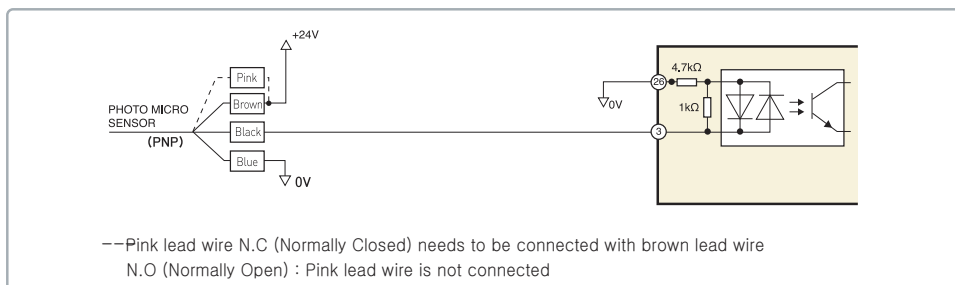 +24V
Pink
Brown
PHOTO MICRO
SENSOR
(PNP)
Black
Blue
0V
0V
26
4.7kΩ
1kΩ
3
--Pink lead wire N.C (Normally Closed) needs to be connected with brown lead wire
N.O (Normally Open) : Pink lead wire is not connected